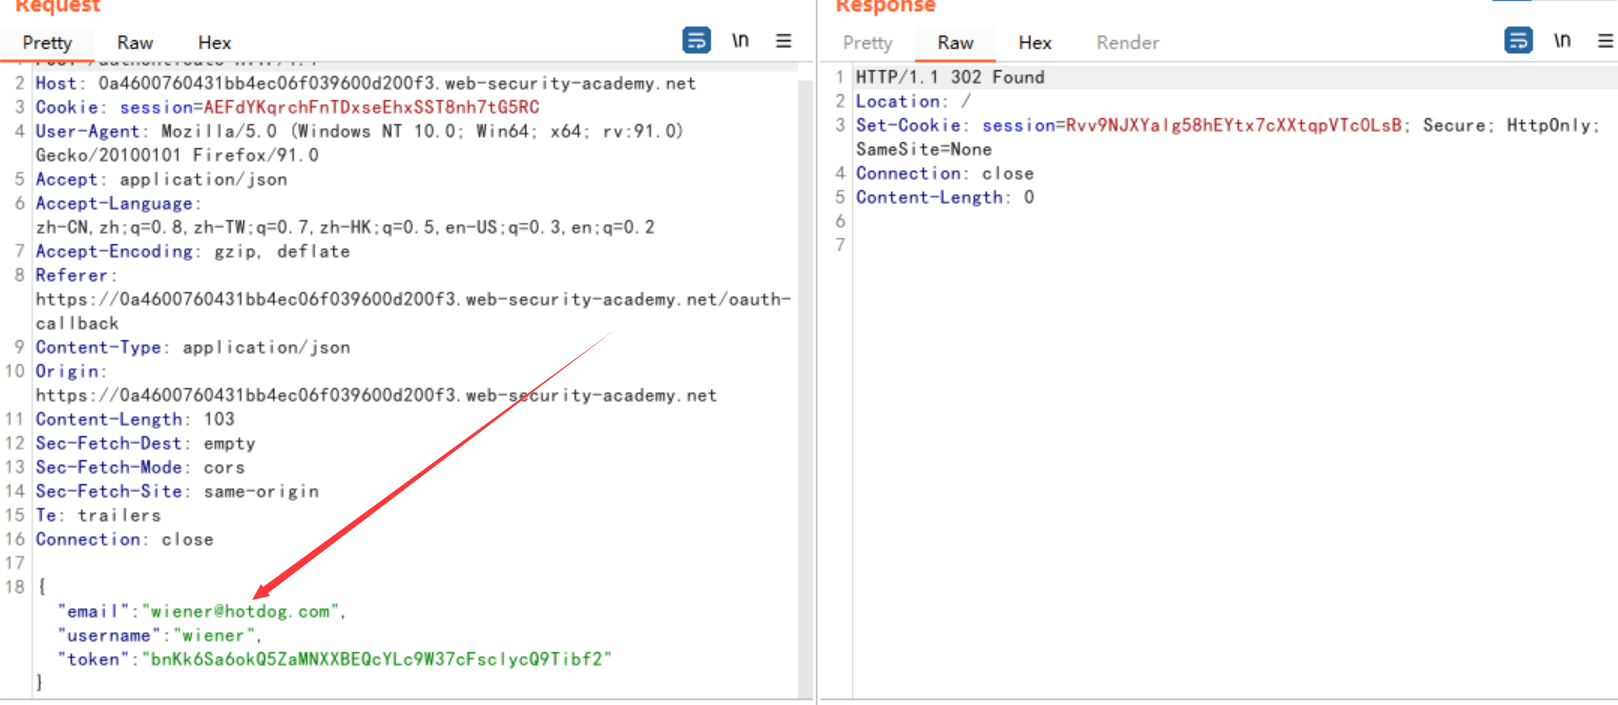 Request
Pretty Raw Hex \n
2 Host: 0a4600760431bb4ec06f039600d200f3.web-security-academy.net
3 Cookie: session=AEFdYKqrchFnTDxseEhxSST8nh7tG5RC
4 User-Agent: Mozilla/5.0 (Windows NT 10.0; Win64; x64; rv:91.0)
Gecko/20100101 Firefox/91.0
5 Accept: application/json
6 Accept-Language:
zh-CN,zh;q=0.8,zh-TW;q=0.7,zh-HK;q=0.5,en-US;q=0.3,en;q=0.2
7 Accept-Encoding: gzip, deflate
8 Referer:
https://0a4600760431bb4ec06f039600d200f3.web-security-academy.net/oauth-
callback
9 Content-Type: application/json
10 Origin:
https://0a4600760431bb4ec06f039600d200f3.web-security-academy.net
11 Content-Length: 103
12 Sec-Fetch-Dest: empty
13 Sec-Fetch-Mode: cors
14 Sec-Fetch-Site: same-origin
15 Te: trailers
16 Connection: close
17
18 {
"email":"wiener@hotdog.com",
"username":"wiener",
"token":"bnKk6Sa6okQ5ZaMNXXBEQcYLc9W37cFsclycQ9Tibf2"
}
Response
Pretty Raw Hex Render \n
1 HTTP/1.1 302 Found
2 Location: /
3 Set-Cookie: session=Rvv9NJXYalg58hEYtx7cXXtqpVTcOLsB; Secure; HttpOnly;
SameSite=None
4 Connection: close
5 Content-Length: 0
6
7